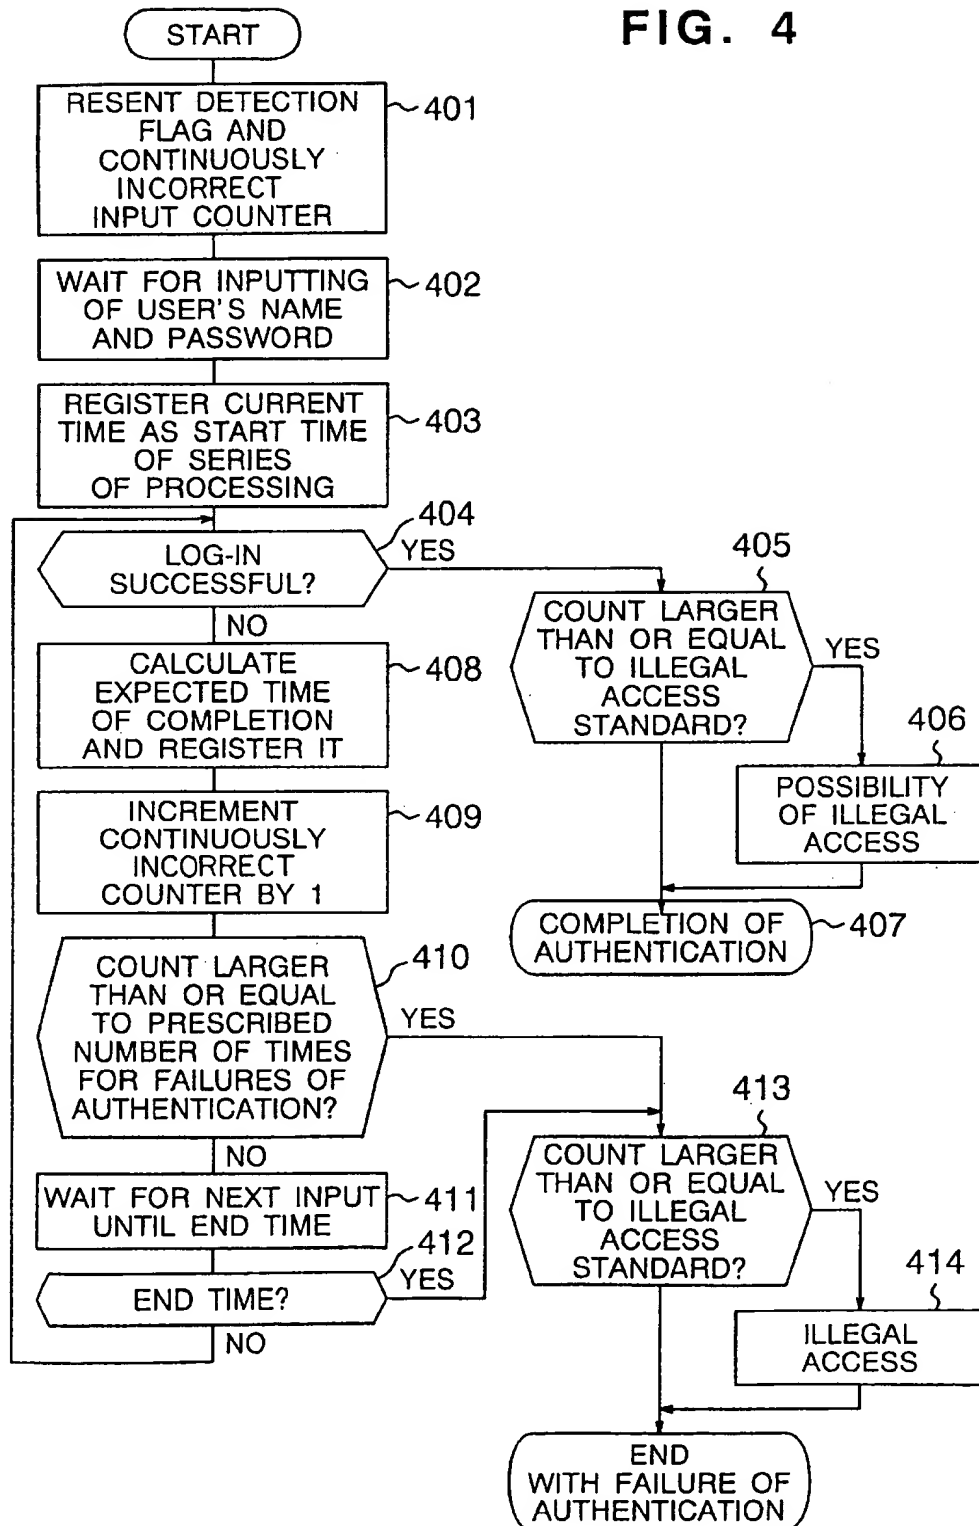 FIG. 4
START
RESENT DETECTION
FLAG AND
CONTINUOUSLY
INCORRECT
INPUT COUNTER
401
WAIT FOR INPUTTING
OF USER'S NAME
AND PASSWORD
402
REGISTER CURRENT
TIME AS START TIME
OF SERIES
OF PROCESSING
403
404
LOG-IN
SUCCESSFUL?
YES
NO
405
COUNT LARGER
THAN OR EQUAL
TO ILLEGAL
ACCESS
STANDARD?
YES
406
POSSIBILITY
OF ILLEGAL
ACCESS
COMPLETION OF
AUTHENTICATION
407
CALCULATE
EXPECTED TIME
OF COMPLETION
AND REGISTER IT
408
INCREMENT
CONTINUOUSLY
INCORRECT
COUNTER BY 1
409
410
COUNT LARGER
THAN OR EQUAL
TO PRESCRIBED
NUMBER OF TIMES
FOR FAILURES OF
AUTHENTICATION?
YES
NO
WAIT FOR NEXT INPUT
UNTIL END TIME
411
412
END TIME?
YES
NO
413
COUNT LARGER
THAN OR EQUAL
TO ILLEGAL
ACCESS
STANDARD?
YES
414
ILLEGAL
ACCESS
END
WITH FAILURE OF
AUTHENTICATION